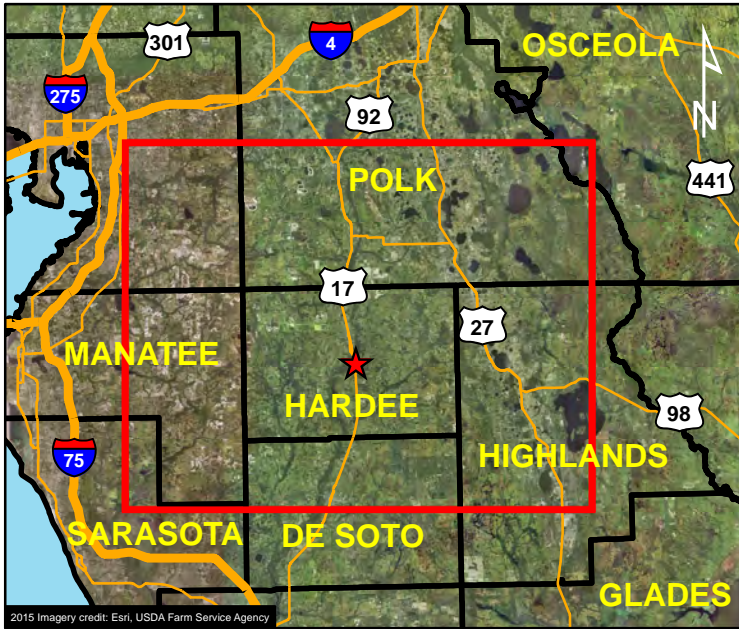 301
4
OSCEOLA
275
92
N
POLK
441
17
27
MANATEE
HARDEE
98
75
HIGHLANDS
SARASOTA
DE SOTO
GLADES
2015 Imagery credit: Esri, USDA Farm Service Agency